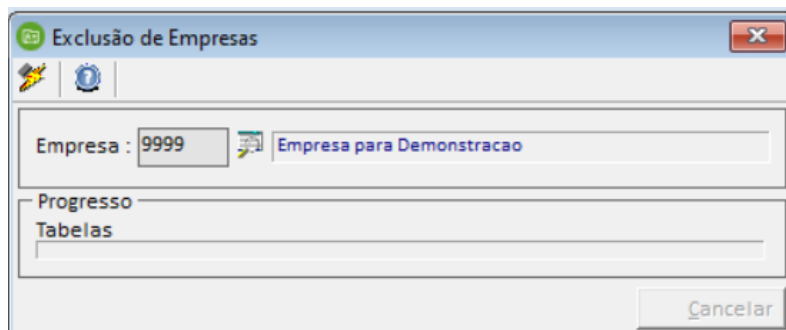 Exclusão de Empresas
Empresa : 9999 Empresa para Demonstracao
Progresso
Tabelas
Cancelar